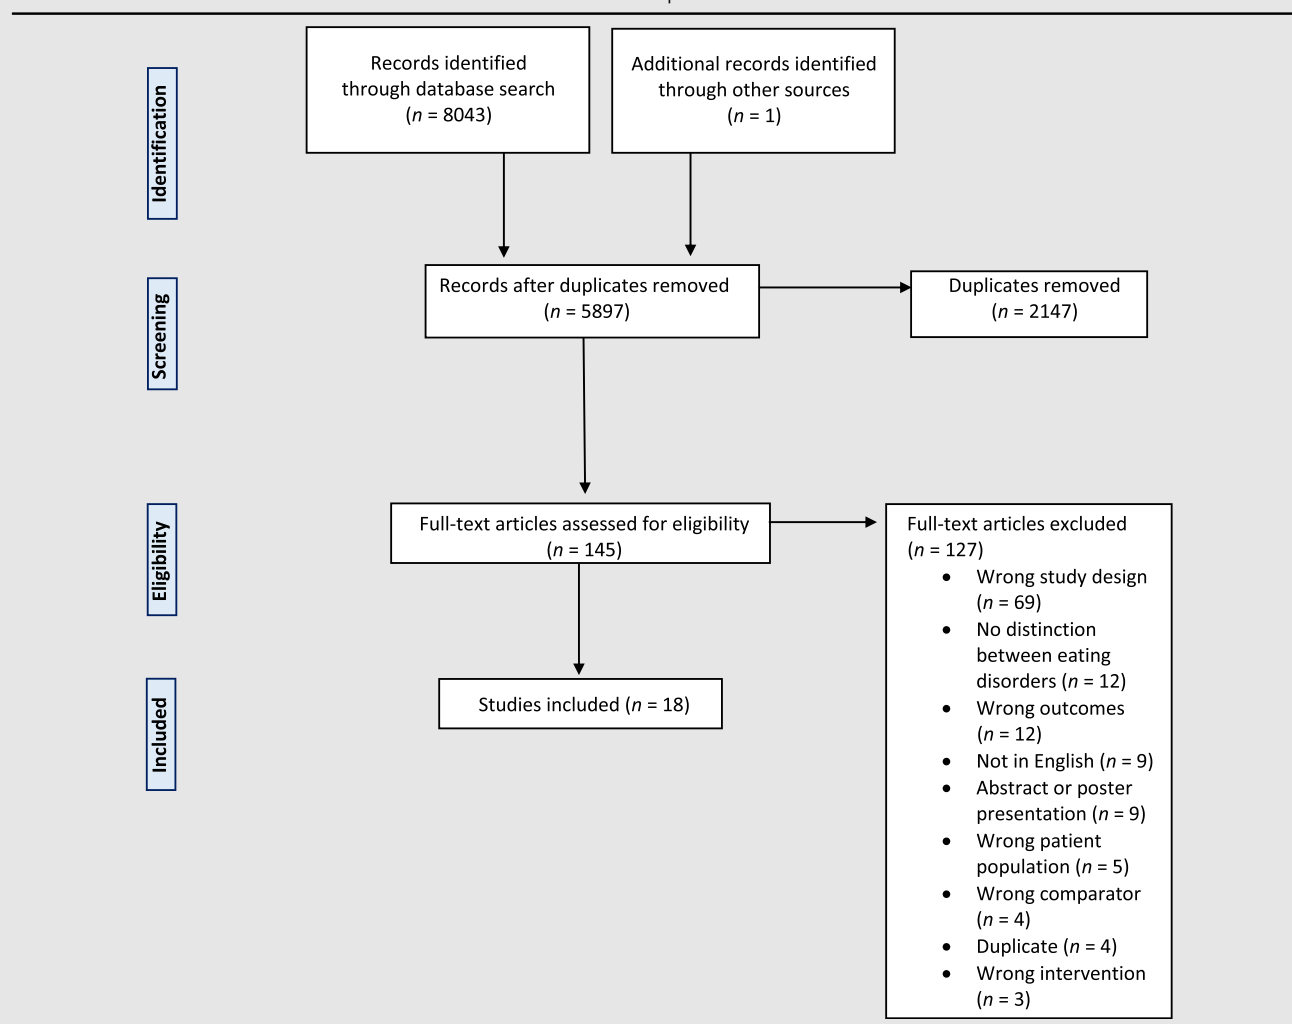 Identification
Records identified
through database search
(n = 8043)
Additional records identified
through other sources
(n = 1)
Screening
Records after duplicates removed
(n = 5897)
Duplicates removed
(n = 2147)
Eligibility
Full-text articles assessed for eligibility
(n = 145)
Full-text articles excluded
(n = 127)
• Wrong study design
(n = 69)
• No distinction
between eating
disorders (n = 12)
• Wrong outcomes
(n = 12)
• Not in English (n = 9)
• Abstract or poster
presentation (n = 9)
• Wrong patient
population (n = 5)
• Wrong comparator
(n = 4)
• Duplicate (n = 4)
• Wrong intervention
(n = 3)
Included
Studies included (n = 18)